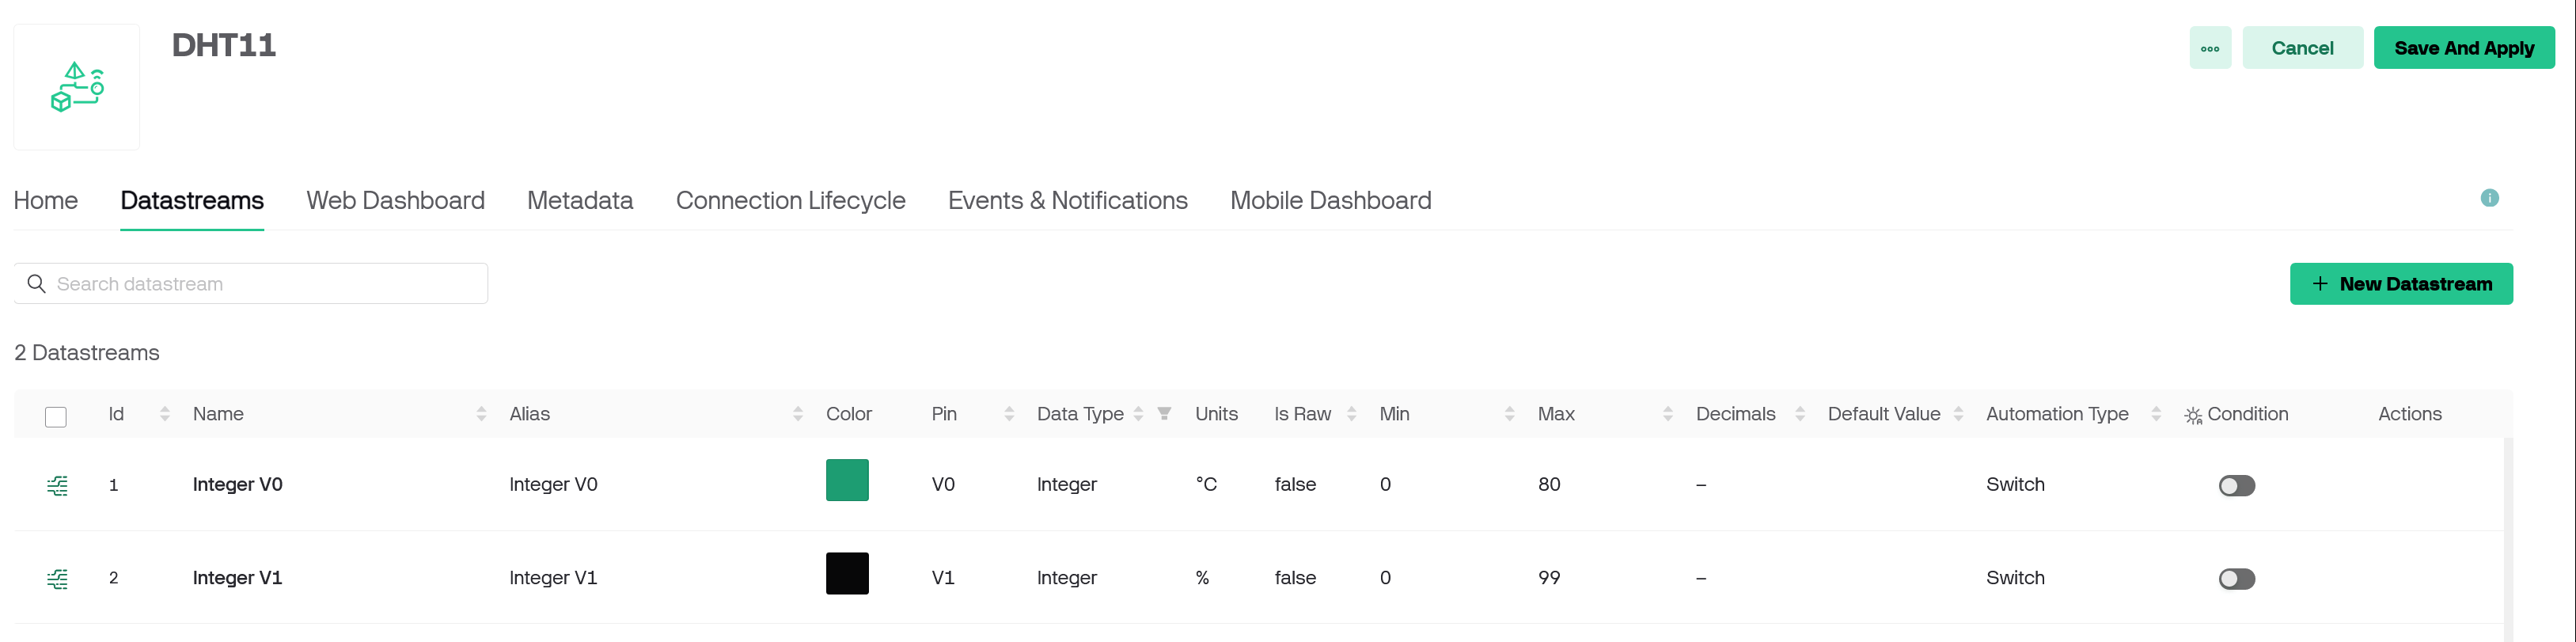 DHT11
Cancel
Save And Apply
Home Datastreams Web Dashboard Metadata Connection Lifecycle Events & Notifications Mobile Dashboard
Search datastream
New Datastream
2 Datastreams
Id Name Alias Color Pin Data Type Units Is Raw Min Max Decimals Default Value Automation Type Condition Actions
1 Integer V0 Integer V0 V0 Integer °C false 0 80 – Switch
2 Integer V1 Integer V1 V1 Integer % false 0 99 – Switch